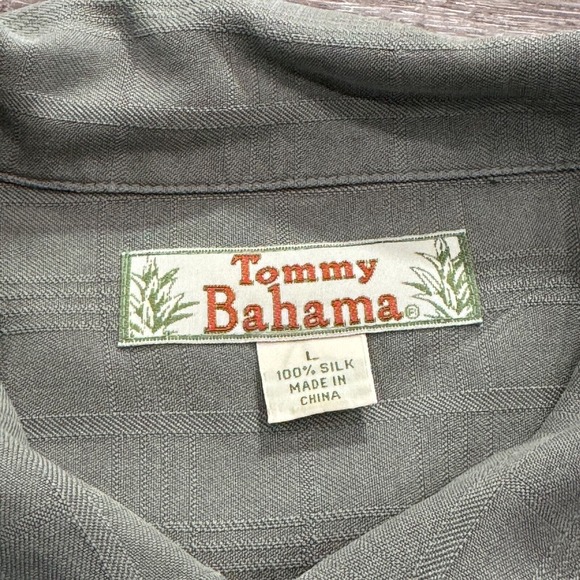 Tommy
Bahama®
L
100% SILK
MADE IN
CHINA